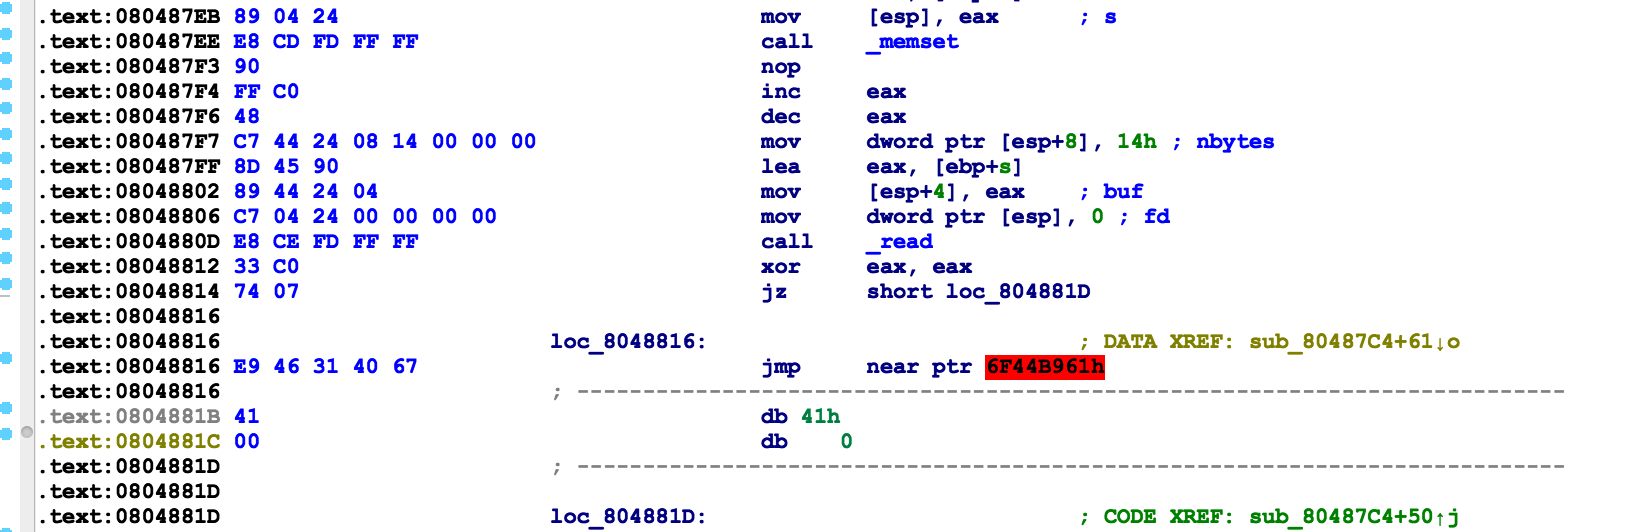 .text:080487EB 89 04 24 mov [esp], eax ; s
.text:080487EE E8 CD FD FF FF call _memset
.text:080487F3 90 nop
.text:080487F4 FF C0 inc eax
.text:080487F6 48 dec eax
.text:080487F7 C7 44 24 08 14 00 00 00 mov dword ptr [esp+8], 14h ; nbytes
.text:080487FF 8D 45 90 lea eax, [ebp+s]
.text:08048802 89 44 24 04 mov [esp+4], eax ; buf
.text:08048806 C7 04 24 00 00 00 00 mov dword ptr [esp], 0 ; fd
.text:0804880D E8 CE FD FF FF call _read
.text:08048812 33 C0 xor eax, eax
.text:08048814 74 07 jz short loc_804881D
.text:08048816
.text:08048816 loc_8048816: ; DATA XREF: sub_80487C4+61↓o
.text:08048816 E9 46 31 40 67 jmp near ptr 6F44B961h
.text:08048816 ; ---------------------------------------------------------------------------
.text:0804881B 41 db 41h
.text:0804881C 00 db 0
.text:0804881D ; ---------------------------------------------------------------------------
.text:0804881D
.text:0804881D loc_804881D: ; CODE XREF: sub_80487C4+50↑j